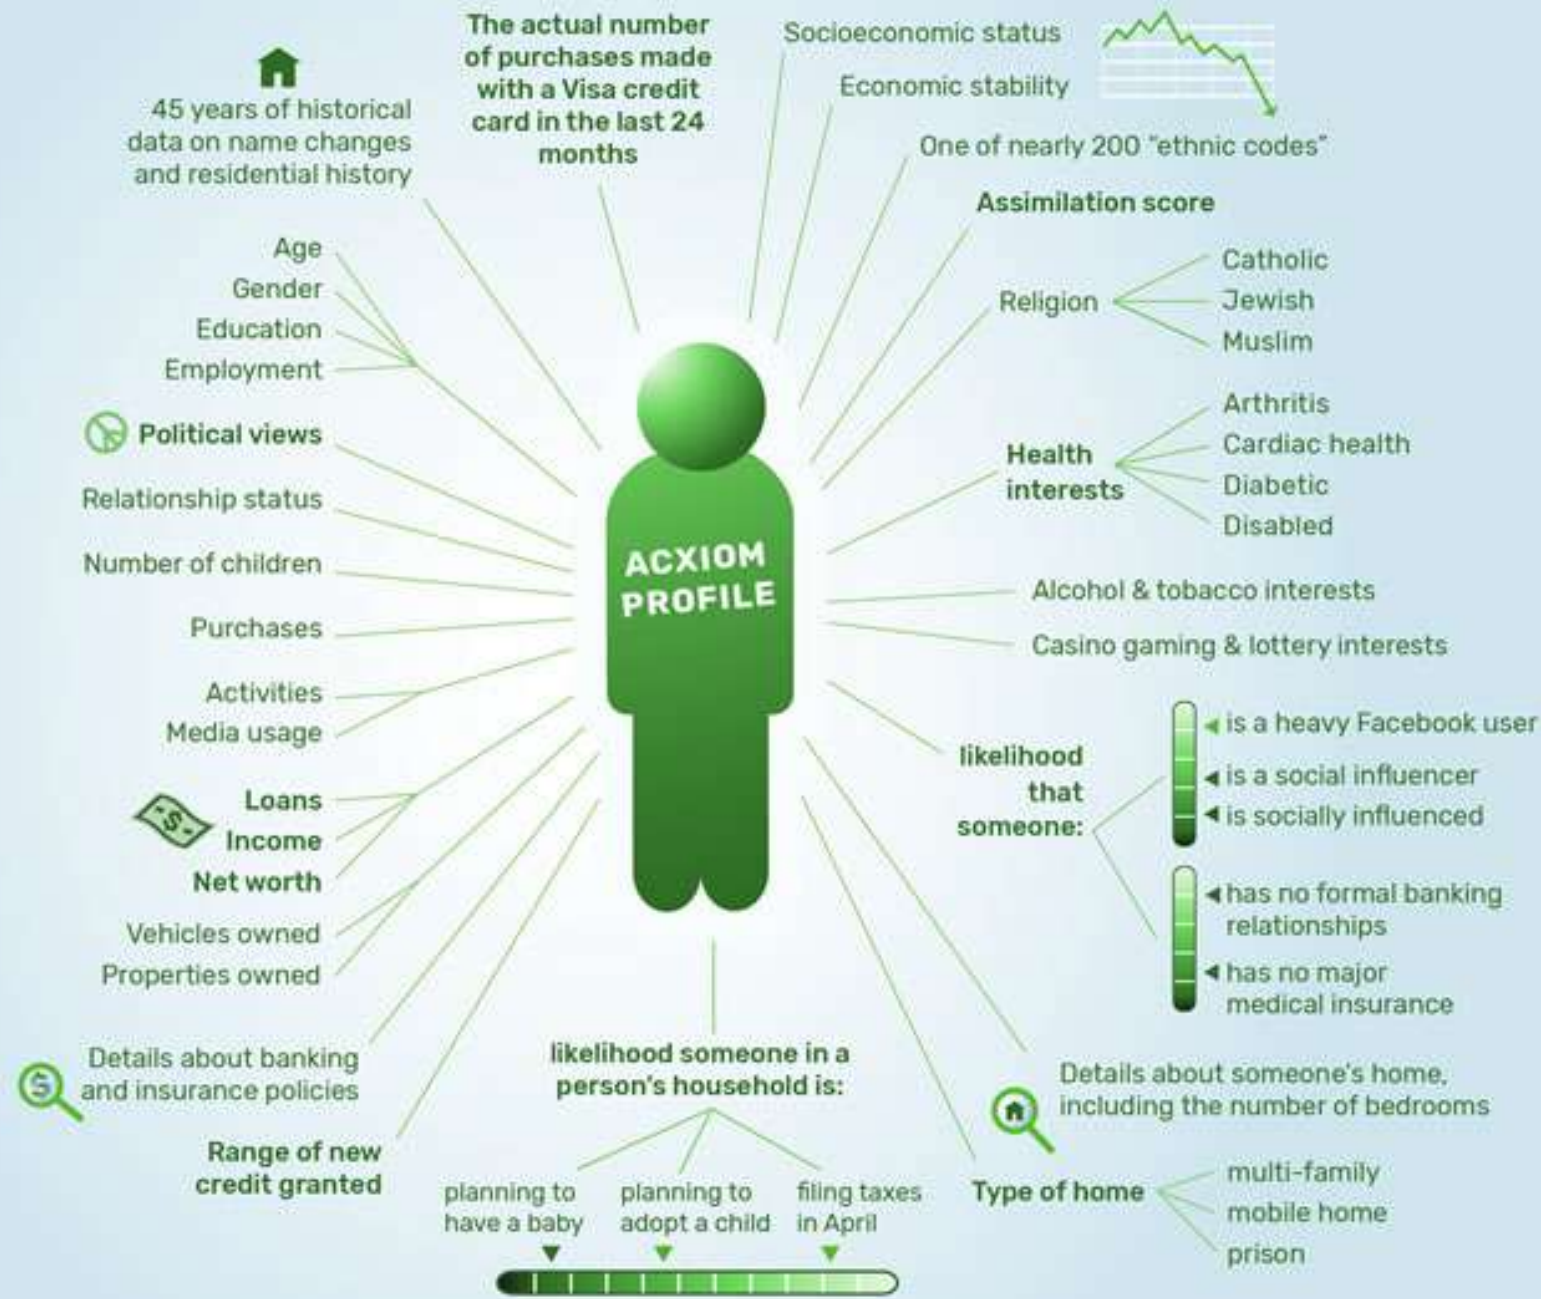 The actual number
of purchases made
with a Visa credit
card in the last 24
months
45 years of historical
data on name changes
and residential history
Age
Gender
Education
Employment
Political views
Relationship status
Number of children
Purchases
Activities
Media usage
$
Loans
Income
Net worth
Vehicles owned
Properties owned
$
Details about banking
and insurance policies
Range of new
credit granted
ACXIOM
PROFILE
Socioeconomic status
Economic stability
One of nearly 200 "ethnic codes"
Assimilation score
Religion
Catholic
Jewish
Muslim
Health
interests
Arthritis
Cardiac health
Diabetic
Disabled
Alcohol & tobacco interests
Casino gaming & lottery interests
likelihood
that
someone:
is a heavy Facebook user
is a social influencer
is socially influenced
has no formal banking
relationships
has no major
medical insurance
Details about someone's home,
including the number of bedrooms
Type of home
multi-family
mobile home
prison
likelihood someone in a
person's household is:
planning to
have a baby
planning to
adopt a child
filing taxes
in April